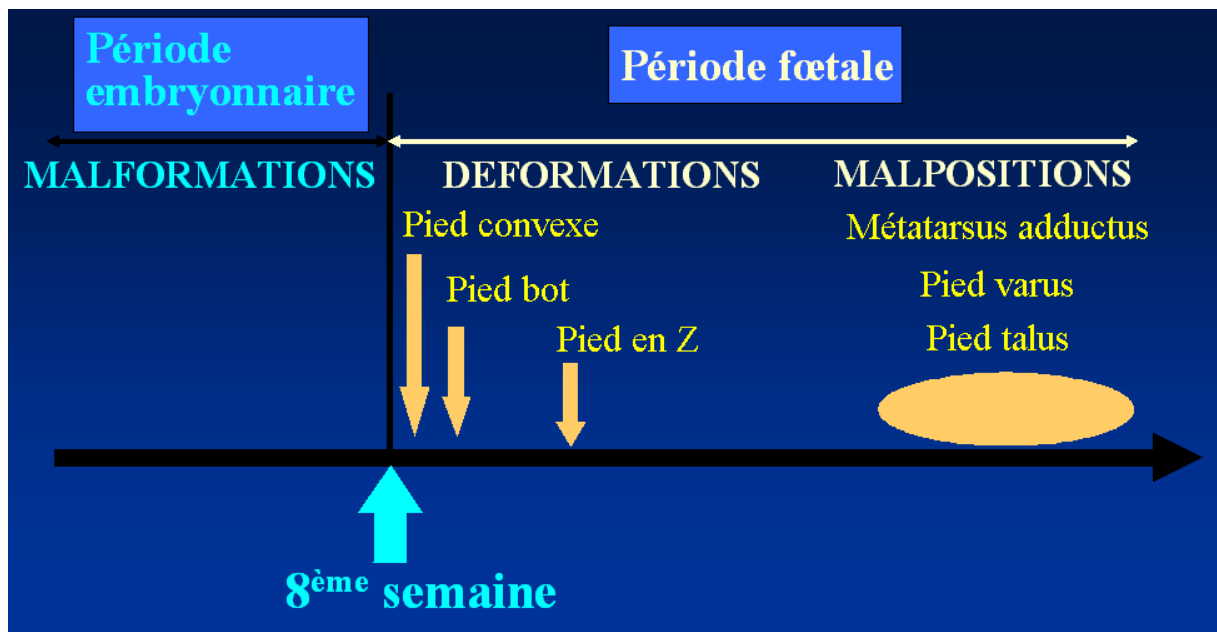 Période
embryonnaire
Période fœtale
MALFORMATIONS
DEFORMATIONS
MALPOSITIONS
Pied convexe
Pied bot
Pied en Z
Métatarsus adductus
Pied varus
Pied talus
8ème semaine